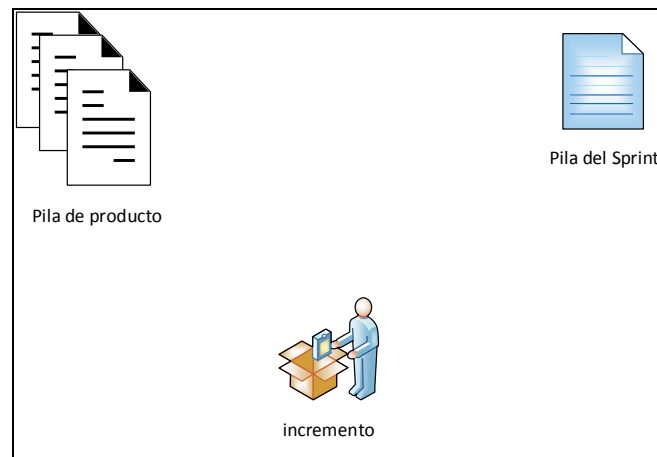 Pila del Sprint
Pila de producto
incremento